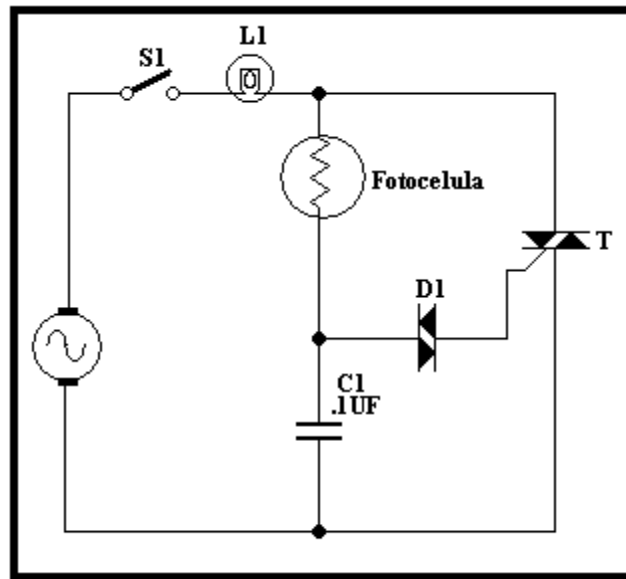 L1
S1
Fotocelula
T
D1
C1
.1UF